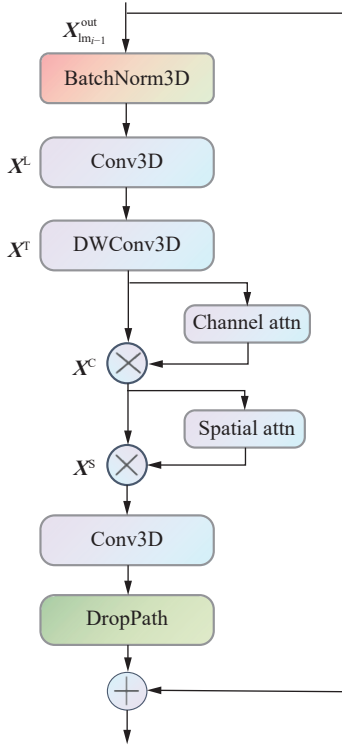 X^out_lm_i−1
BatchNorm3D
X^L Conv3D
X^T DWConv3D
Channel attn
X^C
Spatial attn
X^S
Conv3D
DropPath